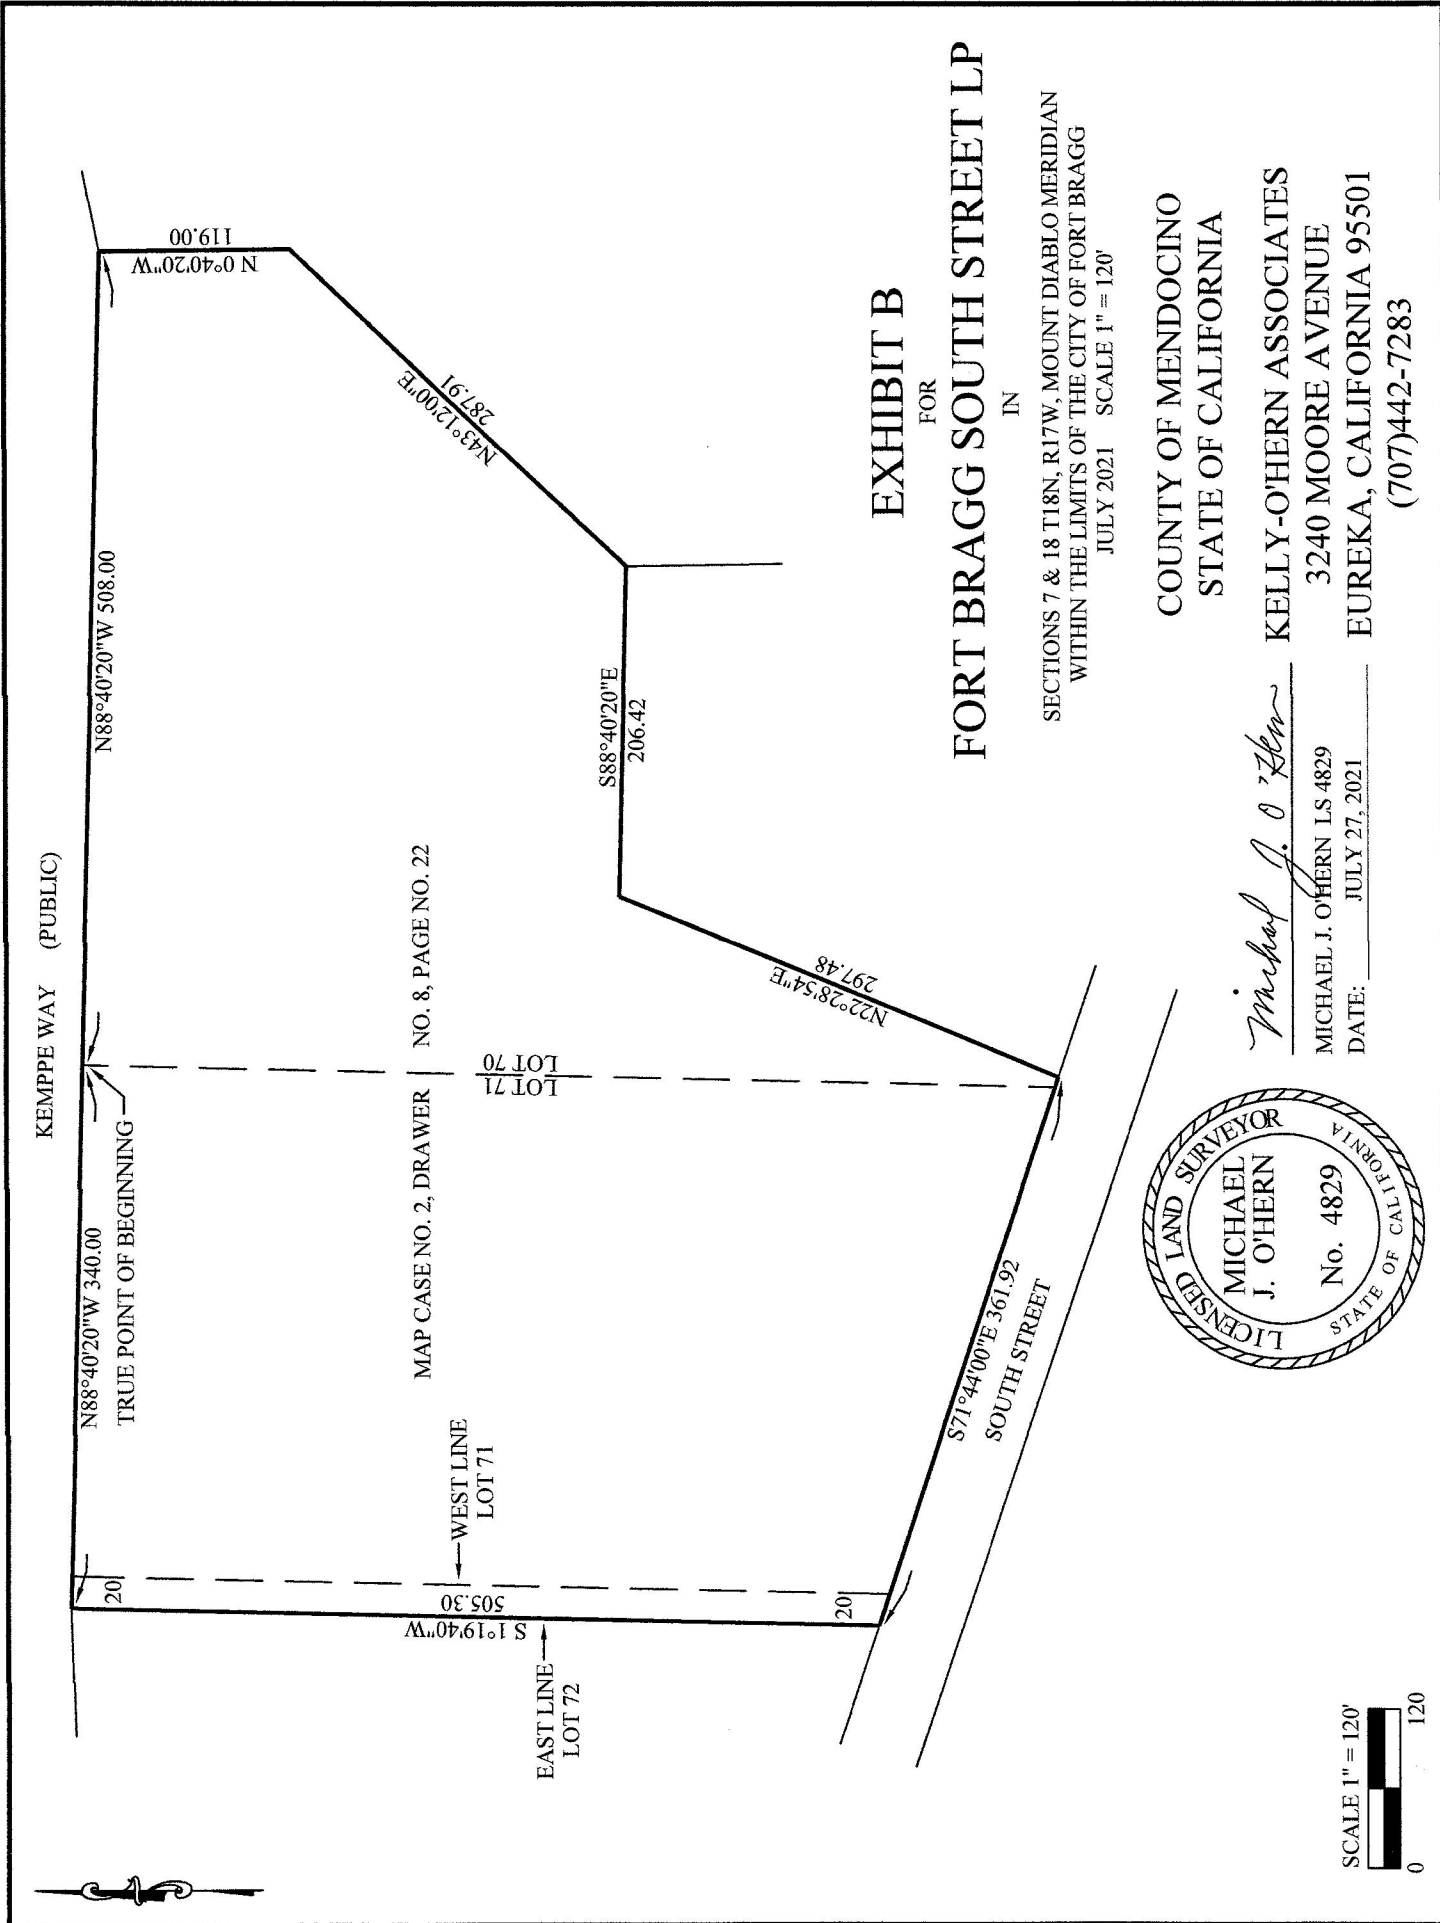 KEMPPE WAY (PUBLIC)
N88°40'20"W 340.00
TRUE POINT OF BEGINNING
N88°40'20"W 508.00
N 0°40'20"W
119.00
N43°12'00"E
287.91
S88°40'20"E
206.42
N22°28'54"E
297.48
MAP CASE NO. 2, DRAWER NO. 8, PAGE NO. 22
LOT 70
LOT 71
WEST LINE
LOT 71
20
505.30
S 1°19'40"W
20
EAST LINE
LOT 72
S71°44'00"E 361.92
SOUTH STREET
EXHIBIT B
FOR
FORT BRAGG SOUTH STREET LP
IN
SECTIONS 7 & 18 T18N, R17W, MOUNT DIABLO MERIDIAN
WITHIN THE LIMITS OF THE CITY OF FORT BRAGG
JULY 2021 SCALE 1" = 120'
COUNTY OF MENDOCINO
STATE OF CALIFORNIA
KELLY-O'HERN ASSOCIATES
3240 MOORE AVENUE
EUREKA, CALIFORNIA 95501
(707)442-7283
Michael J. O'Hern
MICHAEL J. O'HERN LS 4829
DATE: JULY 27, 2021
LICENSED LAND SURVEYOR
MICHAEL
J. O'HERN
No. 4829
STATE OF CALIFORNIA
SCALE 1" = 120'
0 120